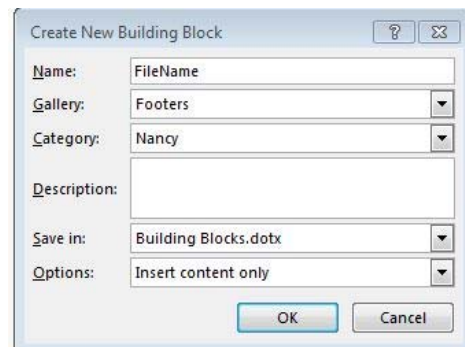 Create New Building Block
Name: FileName
Gallery: Footers
Category: Nancy
Description:
Save in: Building Blocks.dotx
Options: Insert content only
OK Cancel